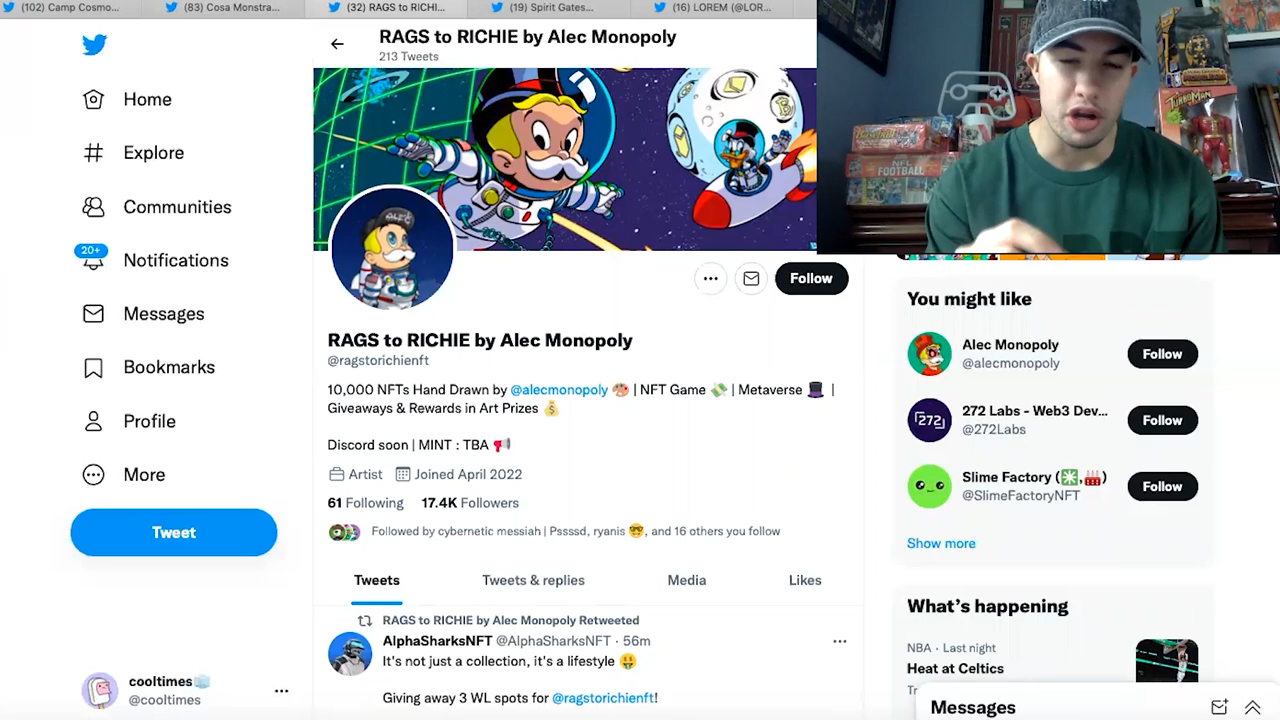 (102) Camp Cosmo...
(83) Cosa Monstra...
(32) RAGS to RICHI...
(19) Spirit Gates...
(16) LOREM (@LOR...
RAGS to RICHIE by Alec Monopoly
213 Tweets
Home
Explore
Communities
20+
Notifications
Messages
Bookmarks
Profile
More
Tweet
cooltimes
@cooltimes
ALEC
Follow
RAGS to RICHIE by Alec Monopoly
@ragstorichienft
10,000 NFTs Hand Drawn by @alecmonopoly 🎨 | NFT Game 💸 | Metaverse 🎩 |
Giveaways & Rewards in Art Prizes 💰
Discord soon | MINT : TBA 📢
Artist Joined April 2022
61 Following 17.4K Followers
Followed by cybernetic messiah | Pssssd, ryanis 🤓, and 16 others you follow
Tweets Tweets & replies Media Likes
RAGS to RICHIE by Alec Monopoly Retweeted
AlphaSharksNFT @AlphaSharksNFT · 56m
It's not just a collection, it's a lifestyle 🤑
Giving away 3 WL spots for @ragstorichienft!
Baseball
NFL
FOOTBALL
TURBO MAN
You might like
Alec Monopoly
@alecmonopoly
Follow
272
272 Labs - Web3 Dev...
@272Labs
Follow
Slime Factory (✳️,🏭)
@SlimeFactoryNFT
Follow
Show more
What's happening
NBA · Last night
Heat at Celtics
Messages